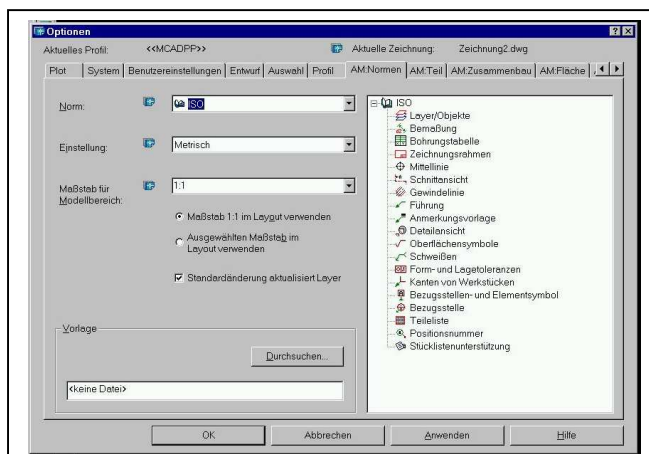 Optionen
Aktuelles Profil: <<MCADPP>> Aktuelle Zeichnung: Zeichnung2.dwg
Plot System Benutzereinstellungen Entwurf Auswahl Profil AM:Normen AM:Teil AM:Zusammenbau AM:Fläche
Norm: ISO
Einstellung: Metrisch
Maßstab für Modellbereich: 1:1
Maßstab 1:1 im Layout verwenden
Ausgewählten Maßstab im
Layout verwenden
Standardänderung aktualisiert Layer
Vorlage
Durchsuchen...
<keine Datei>
ISO
Layer/Objekte
Bemaßung
Bohrungstabelle
Zeichnungsrahmen
Mittellinie
Schnittansicht
Gewindelinie
Führung
Anmerkungsvorlage
Detailansicht
Oberflächensymbole
Schweißen
Form- und Lagetoleranzen
Kanten von Werkstücken
Bezugsstellen- und Elementsymbol
Bezugsstelle
Teileliste
Positionsnummer
Stücklistenunterstützung
OK Abbrechen Anwenden Hilfe